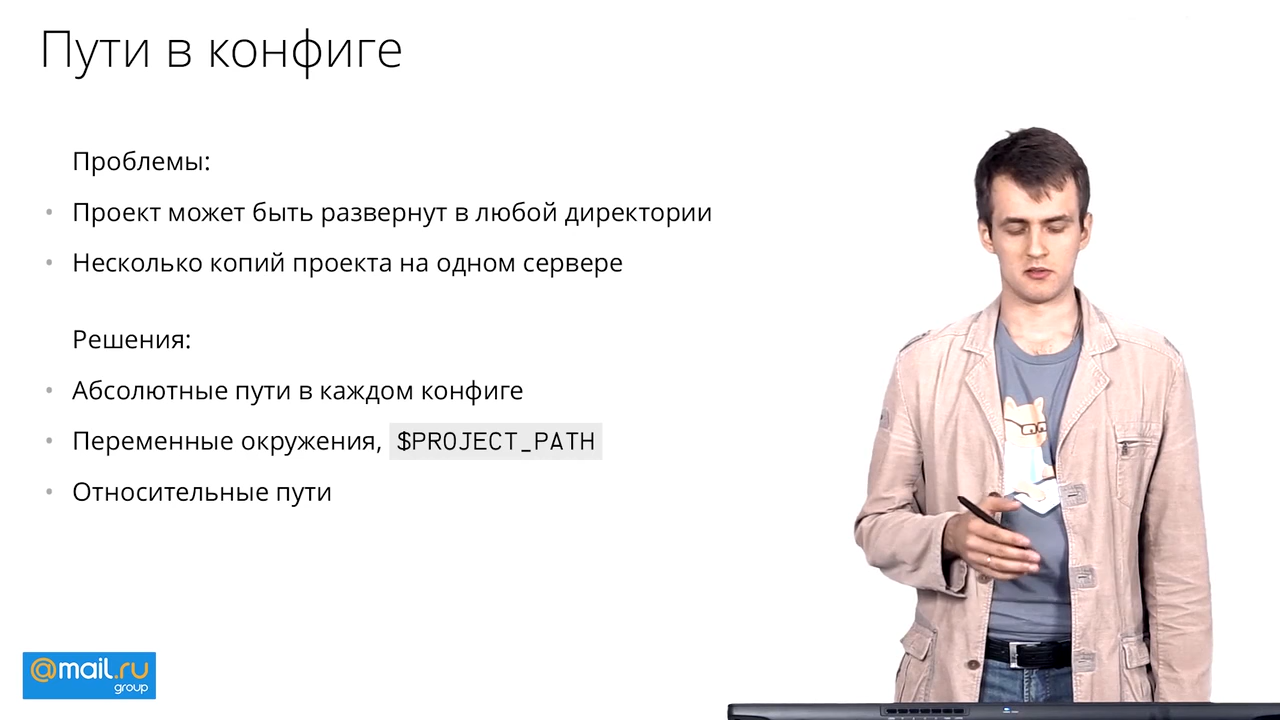 Пути в конфиге
Проблемы:
• Проект может быть развернут в любой директории
• Несколько копий проекта на одном сервере
Решения:
• Абсолютные пути в каждом конфиге
• Переменные окружения, $PROJECT_PATH
• Относительные пути
@mail.ru
group